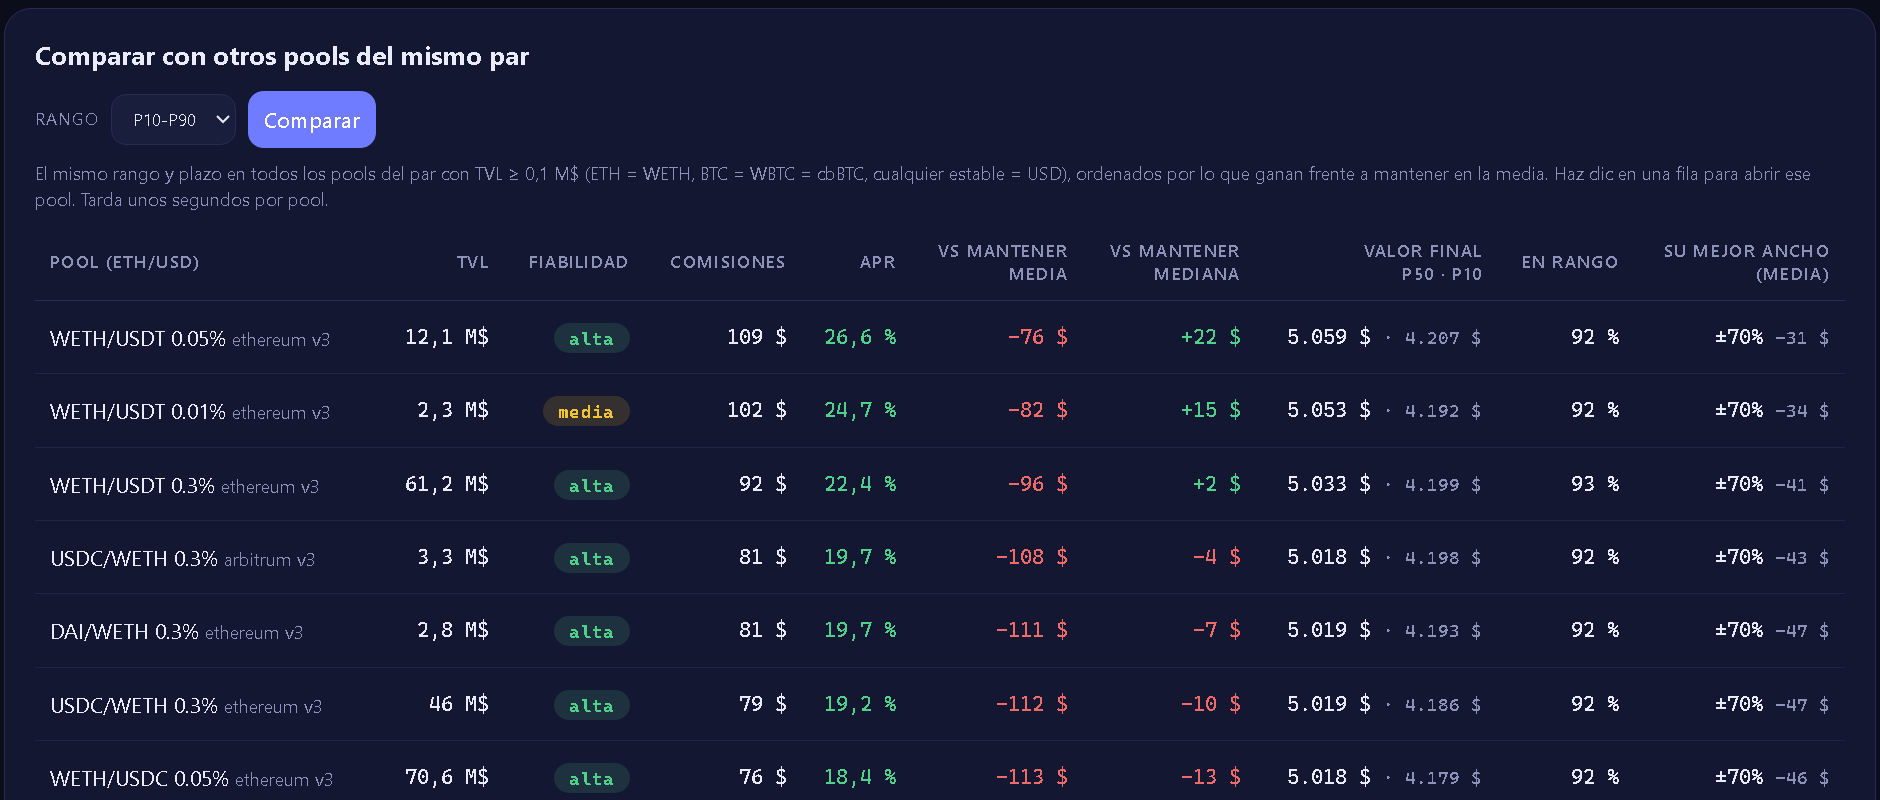 Comparar con otros pools del mismo par
RANGO P10-P90 Comparar
El mismo rango y plazo en todos los pools del par con TVL ≥ 0,1 M$ (ETH = WETH, BTC = WBTC = cbBTC, cualquier estable = USD), ordenados por lo que ganan frente a mantener en la media. Haz clic en una fila para abrir ese
pool. Tarda unos segundos por pool.
POOL (ETH/USD) TVL FIABILIDAD COMISIONES APR VS MANTENER MEDIA VS MANTENER MEDIANA VALOR FINAL P50 · P10 EN RANGO SU MEJOR ANCHO (MEDIA)
WETH/USDT 0.05% ethereum v3 12,1 M$ alta 109 $ 26,6 % −76 $ +22 $ 5.059 $ · 4.207 $ 92 % ±70% −31 $
WETH/USDT 0.01% ethereum v3 2,3 M$ media 102 $ 24,7 % −82 $ +15 $ 5.053 $ · 4.192 $ 92 % ±70% −34 $
WETH/USDT 0.3% ethereum v3 61,2 M$ alta 92 $ 22,4 % −96 $ +2 $ 5.033 $ · 4.199 $ 93 % ±70% −41 $
USDC/WETH 0.3% arbitrum v3 3,3 M$ alta 81 $ 19,7 % −108 $ −4 $ 5.018 $ · 4.198 $ 92 % ±70% −43 $
DAI/WETH 0.3% ethereum v3 2,8 M$ alta 81 $ 19,7 % −111 $ −7 $ 5.019 $ · 4.193 $ 92 % ±70% −47 $
USDC/WETH 0.3% ethereum v3 46 M$ alta 79 $ 19,2 % −112 $ −10 $ 5.019 $ · 4.186 $ 92 % ±70% −47 $
WETH/USDC 0.05% ethereum v3 70,6 M$ alta 76 $ 18,4 % −113 $ −13 $ 5.018 $ · 4.179 $ 92 % ±70% −46 $